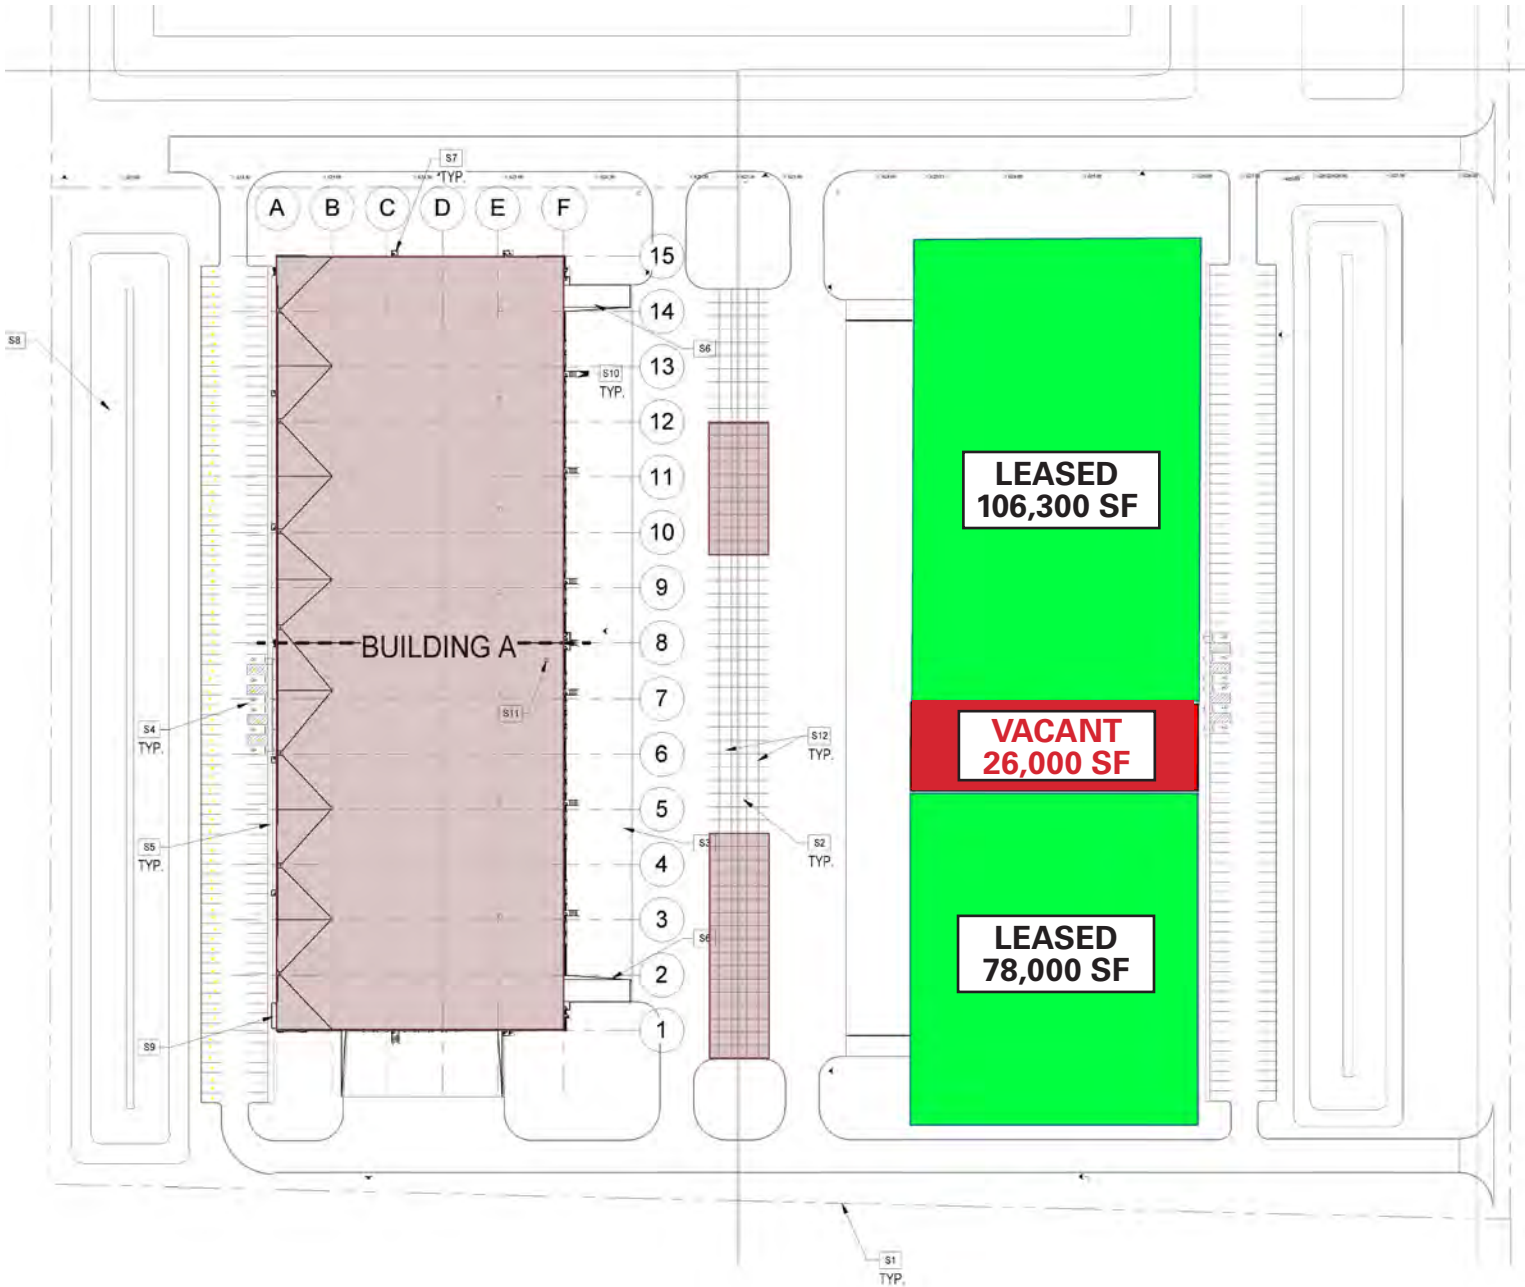 S7
TYP.
A
B
C
D
E
F
15
14
13
12
11
10
9
8
7
6
5
4
3
2
1
S8
S6
S10
TYP.
LEASED
106,300 SF
BUILDING A
S11
S4
TYP.
S12
TYP.
VACANT
26,000 SF
S5
TYP.
S3
S2
TYP.
S6
LEASED
78,000 SF
S9
S1
TYP.